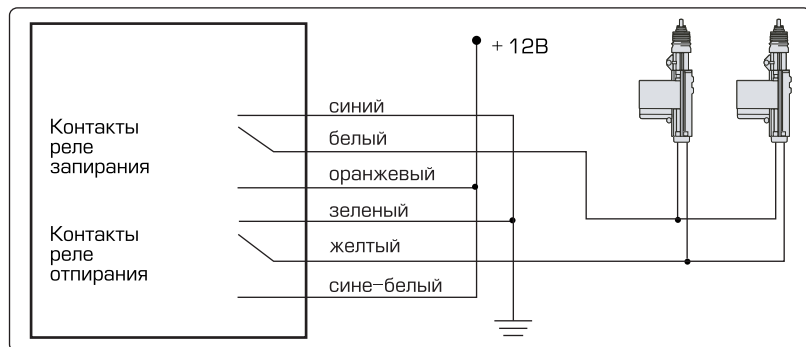 + 12В
синий
Контакты
реле
запирания
белый
оранжевый
зеленый
Контакты
реле
отпирания
желтый
сине-белый